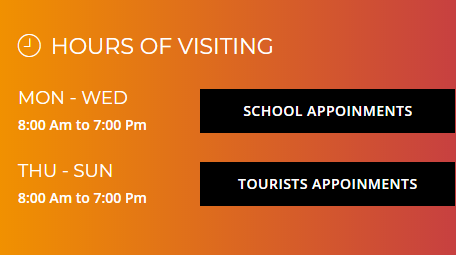 HOURS OF VISITING
MON - WED
8:00 Am to 7:00 Pm
SCHOOL APPOINMENTS
THU - SUN
8:00 Am to 7:00 Pm
TOURISTS APPOINMENTS